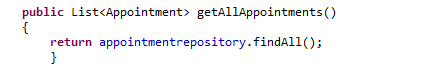 public List<Appointment> getAllAppointments()
{
return appointmentrepository.findAll();
}